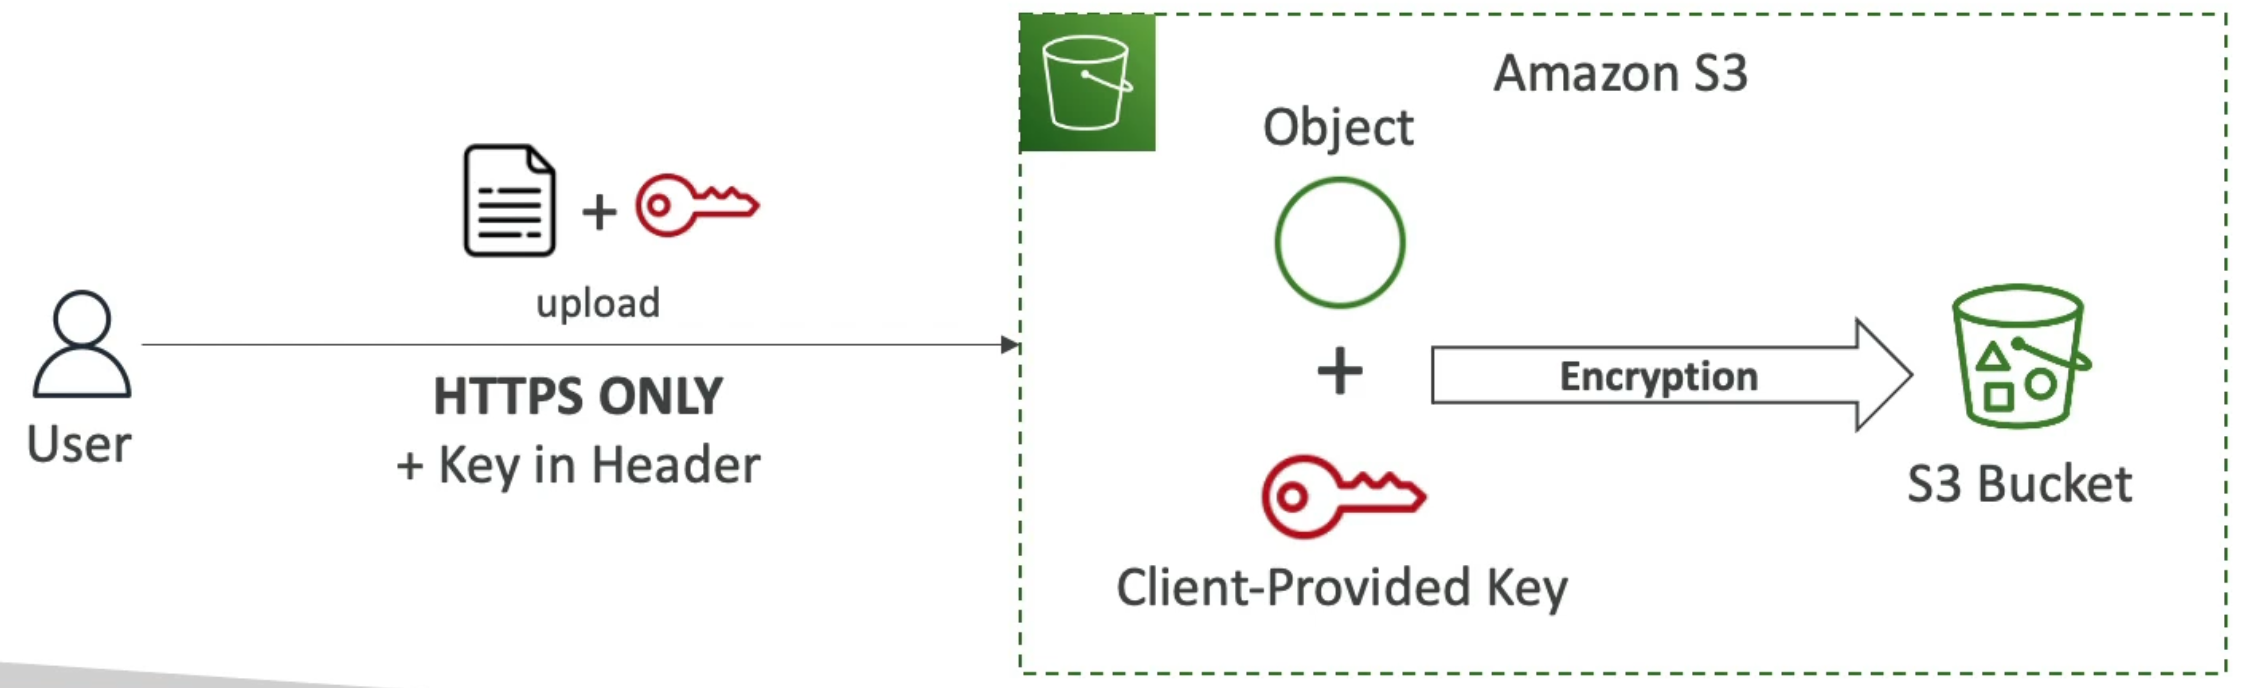 upload
HTTPS ONLY
+ Key in Header
User
Amazon S3
Object
+
Encryption
Client-Provided Key
S3 Bucket